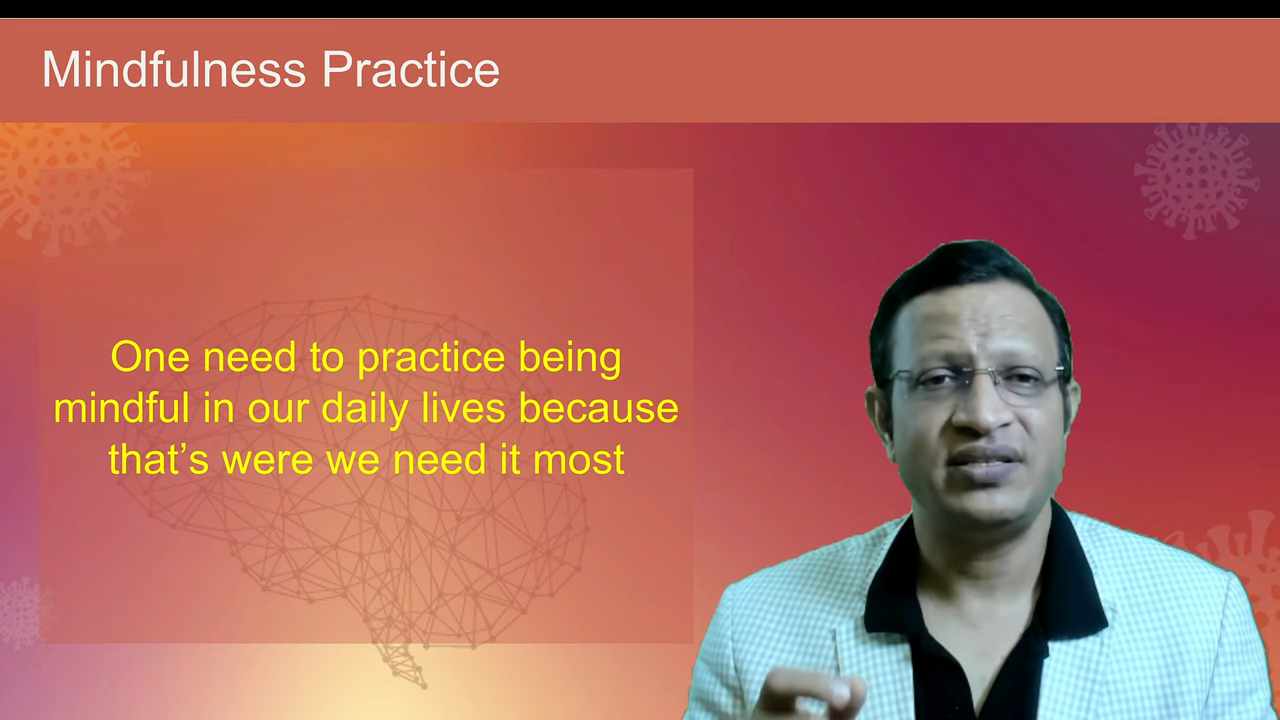 Mindfulness Practice
One need to practice being
mindful in our daily lives because
that’s were we need it most